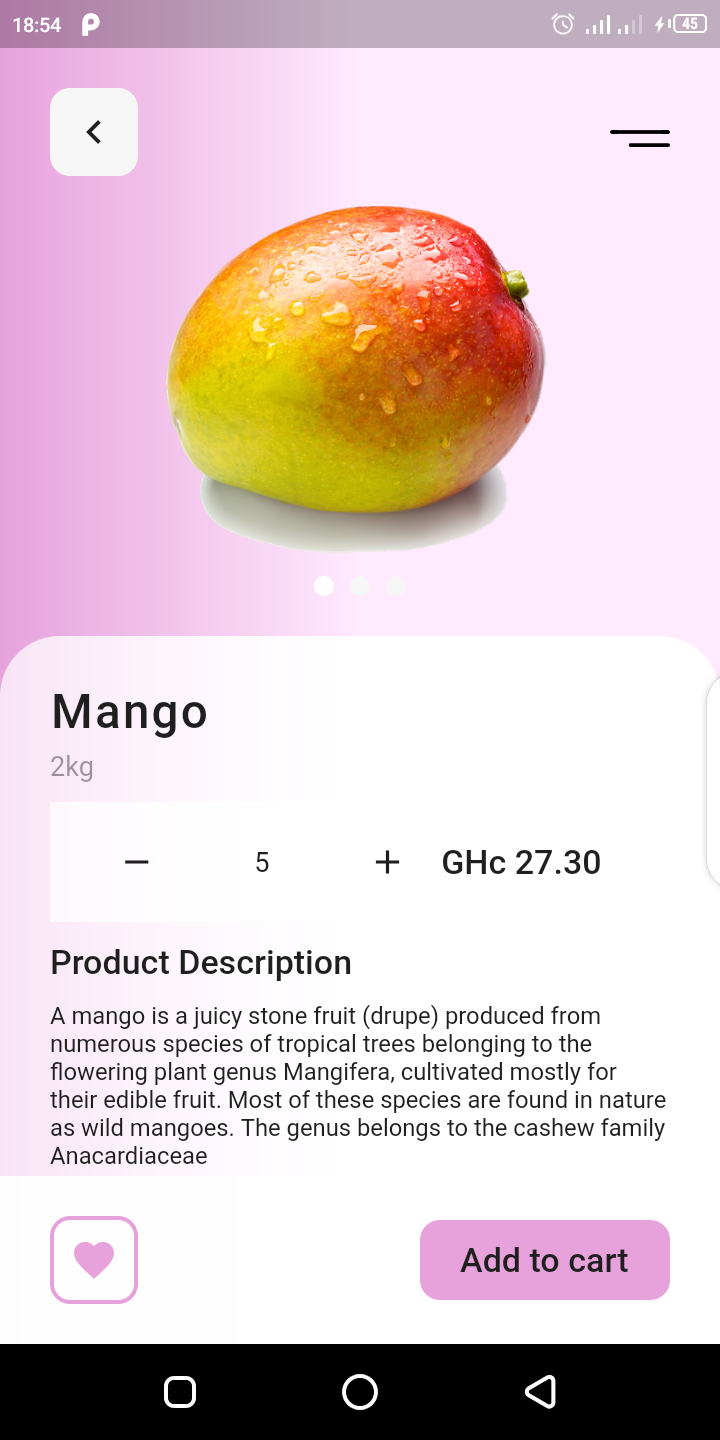 18:54
45
Mango
2kg
5
GHc 27.30
Product Description
A mango is a juicy stone fruit (drupe) produced from
numerous species of tropical trees belonging to the
flowering plant genus Mangifera, cultivated mostly for
their edible fruit. Most of these species are found in nature
as wild mangoes. The genus belongs to the cashew family
Anacardiaceae
Add to cart